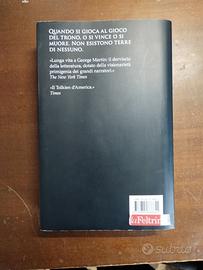 QUANDO SI GIOCA AL GIOCO
DEL TRONO, O SI VINCE O SI
MUORE. NON ESISTONO TERRE
DI NESSUNO.
«Lunga vita a George Martin: il derviscio
della letteratura, dotato della visionarietà
primigenia dei grandi narratori.»
The New York Times
«Il Tolkien d'America.»
Times
laFeltrin
Subito